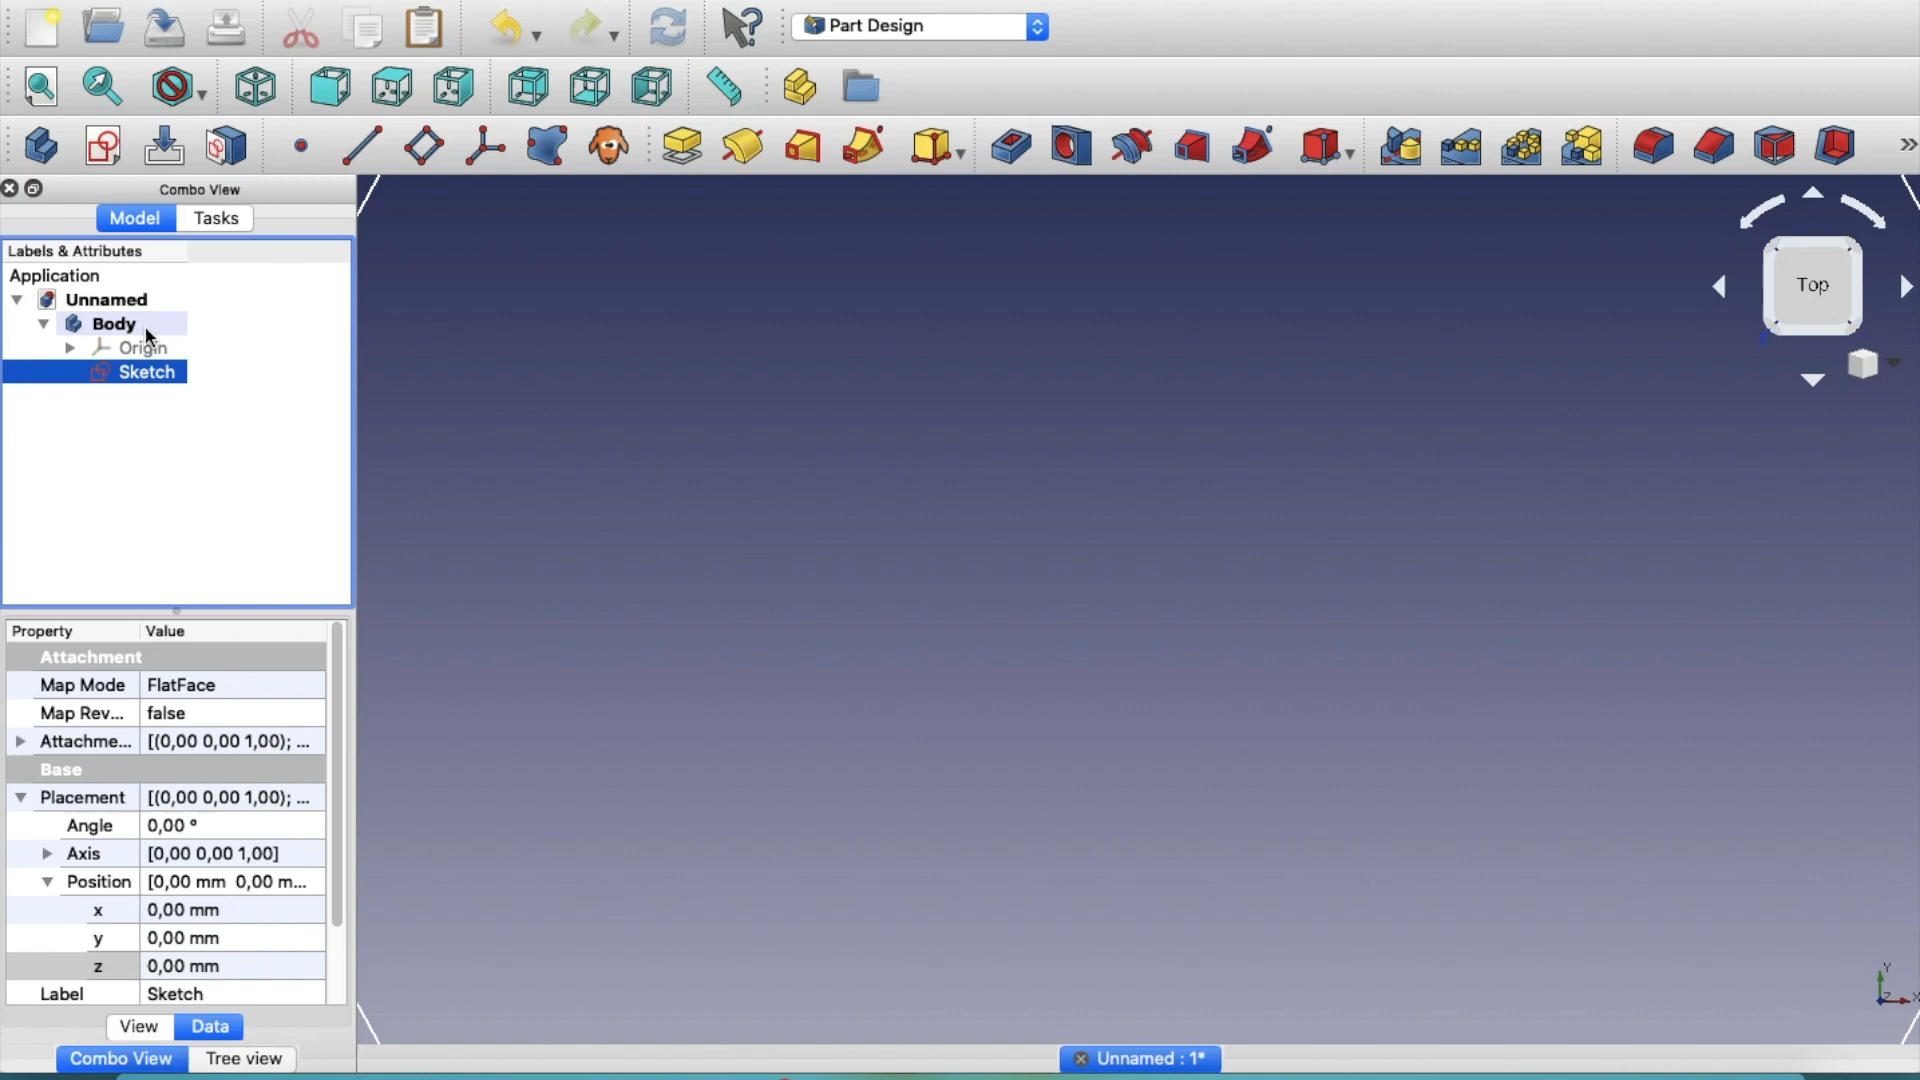 Part Design
Combo View
Model Tasks
Labels & Attributes
Application
Unnamed
Body
Origin
Sketch
Property Value
Attachment
Map Mode FlatFace
Map Rev... false
Attachme... [(0,00 0,00 1,00); ...
Base
Placement [(0,00 0,00 1,00); ...
Angle 0,00 °
Axis [0,00 0,00 1,00]
Position [0,00 mm 0,00 m...
x 0,00 mm
y 0,00 mm
z 0,00 mm
Label Sketch
View Data
Combo View Tree view
Unnamed : 1*
Top
Y
Z X